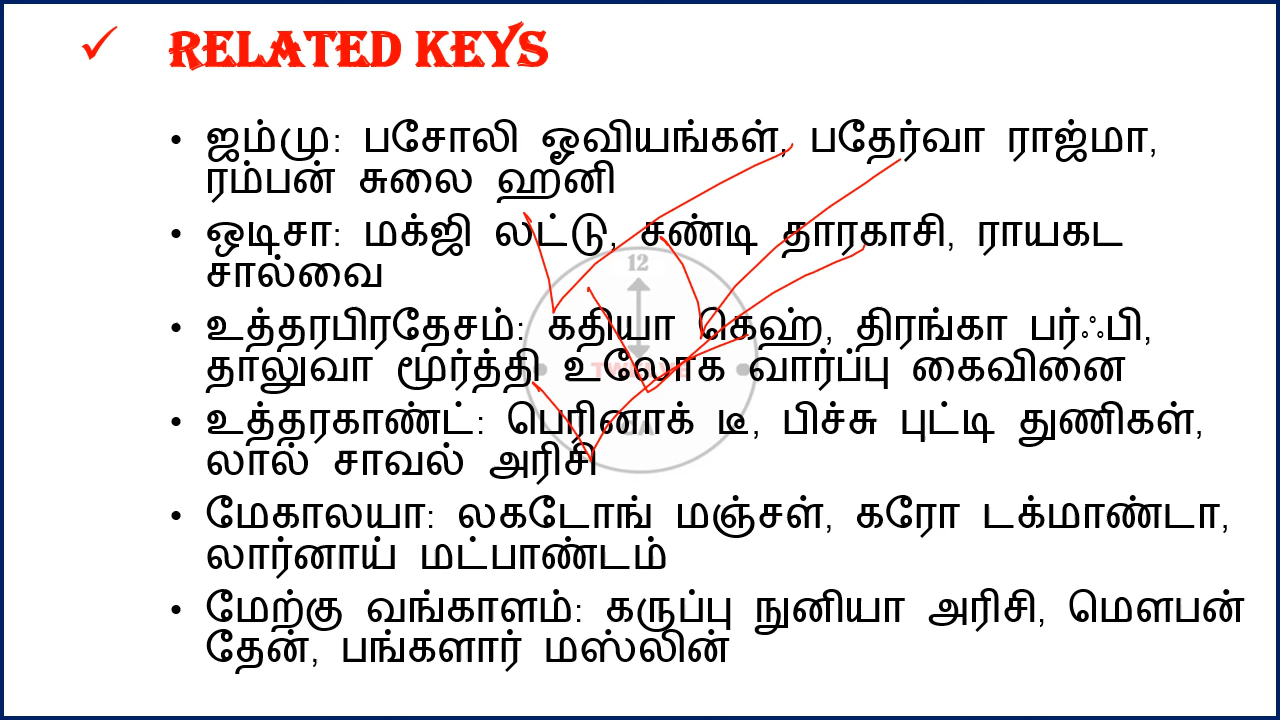 RELATED KEYS
• ஜம்மு: பசோலி ஓவியங்கள், பதேர்வா ராஜ்மா,
ரம்பன் சுலை ஹனி
• ஒடிசா: மக்ஜி லட்டு, சண்டி தாரகாசி, ராயகட
சால்வை
• உத்தரபிரதேசம்: கதியா கெஹ், திரங்கா பர்ஃபி,
தாலுவா மூர்த்தி உலோக வார்ப்பு கைவினை
• உத்தரகாண்ட்: பெரினாக் டீ, பிச்சு புட்டி துணிகள்,
லால் சாவல் அரிசி
• மேகாலயா: லகடோங் மஞ்சள், கரோ டக்மாண்டா,
லார்னாய் மட்பாண்டம்
• மேற்கு வங்காளம்: கருப்பு நுனியா அரிசி, மௌபன்
தேன், பங்களார் மஸ்லின்
12